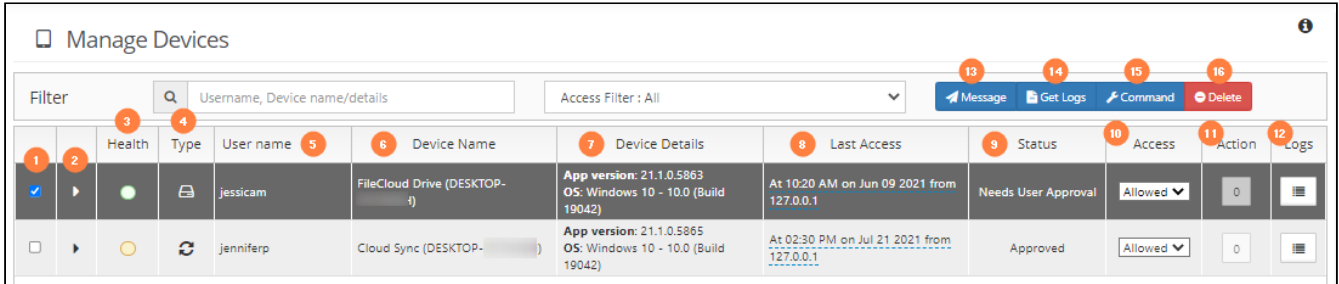 Manage Devices
13 14 15 16
Filter
Username, Device name/details
Access Filter : All
Message
Get Logs
Command
Delete
1 2 3 4 5 6 7 8 9 10 11 12
Health
Type
User name
Device Name
Device Details
Last Access
Status
Access
Action
Logs
jessicam
FileCloud Drive (DESKTOP-
)
App version: 21.1.0.5863
OS: Windows 10 - 10.0 (Build
19042)
At 10:20 AM on Jun 09 2021 from
127.0.0.1
Needs User Approval
Allowed
0
jenniferp
Cloud Sync (DESKTOP- )
App version: 21.1.0.5865
OS: Windows 10 - 10.0 (Build
19042)
At 02:30 PM on Jul 21 2021 from
127.0.0.1
Approved
Allowed
0